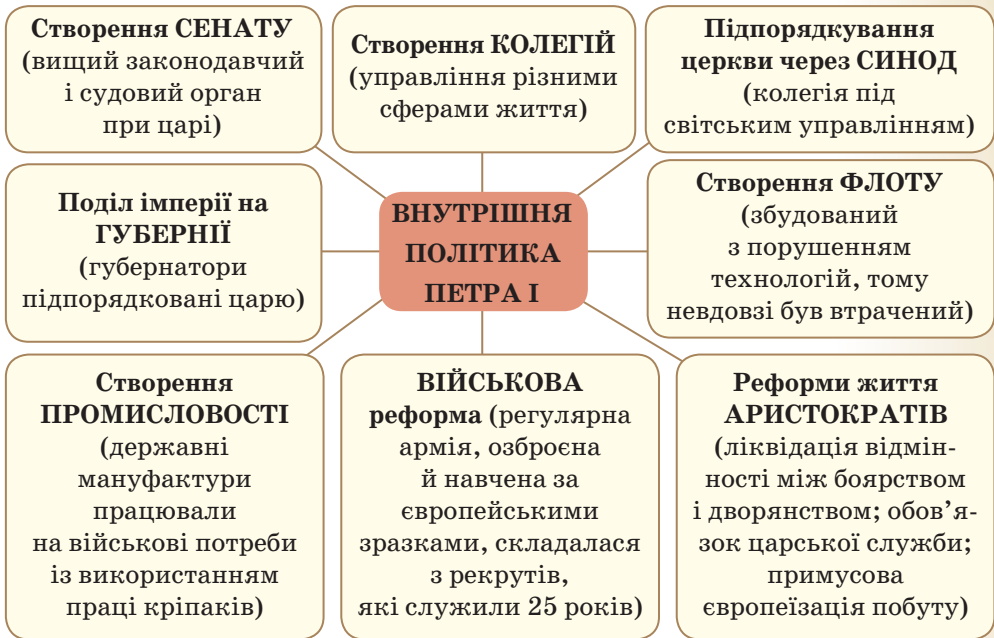 Створення СЕНАТУ
(вищий законодавчий
і судовий орган
при царі)
Створення КОЛЕГІЙ
(управління різними
сферами життя)
Підпорядкування
церкви через СИНОД
(колегія під
світським управлінням)
Поділ імперії на
ГУБЕРНІЇ
(губернатори
підпорядковані царю)
ВНУТРІШНЯ
ПОЛІТИКА
ПЕТРА І
Створення ФЛОТУ
(збудований
з порушенням
технологій, тому
невдовзі був втрачений)
Створення
ПРОМИСЛОВОСТІ
(державні
мануфактури
працювали
на військові потреби
із використанням
праці кріпаків)
ВІЙСЬКОВА
реформа (регулярна
армія, озброєна
й навчена за
європейськими
зразками, складалася
з рекрутів,
які служили 25 років)
Реформи життя
АРИСТОКРАТІВ
(ліквідація відмін-
ності між боярством
і дворянством; обов’я-
зок царської служби;
примусова
європеїзація побуту)